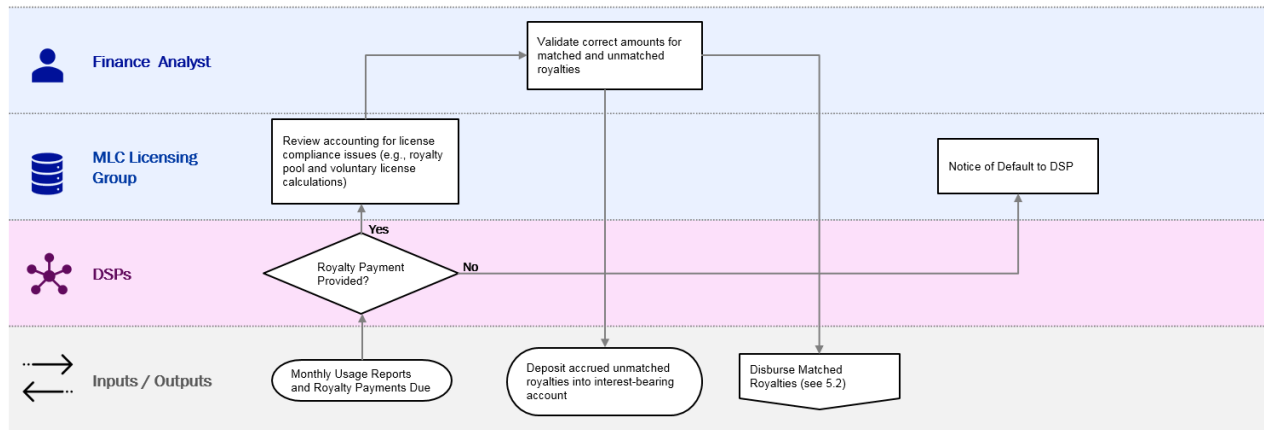 Finance Analyst
Validate correct amounts for
matched and unmatched
royalties
MLC Licensing
Group
Review accounting for license
compliance issues (e.g., royalty
pool and voluntary license
calculations)
Notice of Default to DSP
Yes
DSPs
Royalty Payment
Provided?
No
Inputs / Outputs
Monthly Usage Reports
and Royalty Payments Due
Deposit accrued unmatched
royalties into interest-bearing
account
Disburse Matched
Royalties (see 5.2)